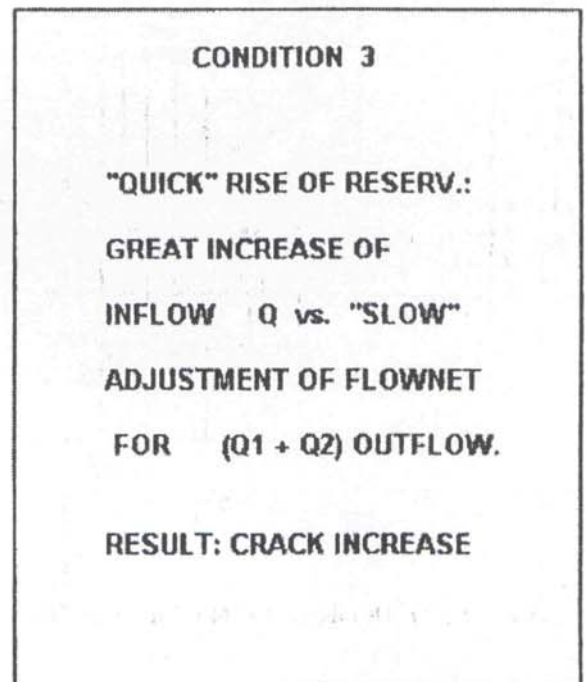 CONDITION 3
"QUICK" RISE OF RESERV.:
GREAT INCREASE OF
INFLOW Q vs. "SLOW"
ADJUSTMENT OF FLOWNET
FOR (Q1 + Q2) OUTFLOW.
RESULT: CRACK INCREASE